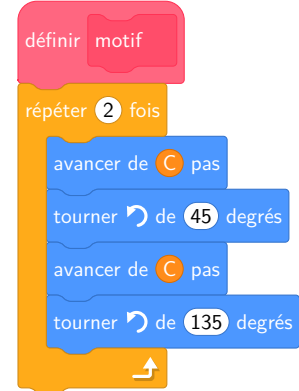 définir motif
répéter 2 fois
avancer de C pas
tourner de 45 degrés
avancer de C pas
tourner de 135 degrés